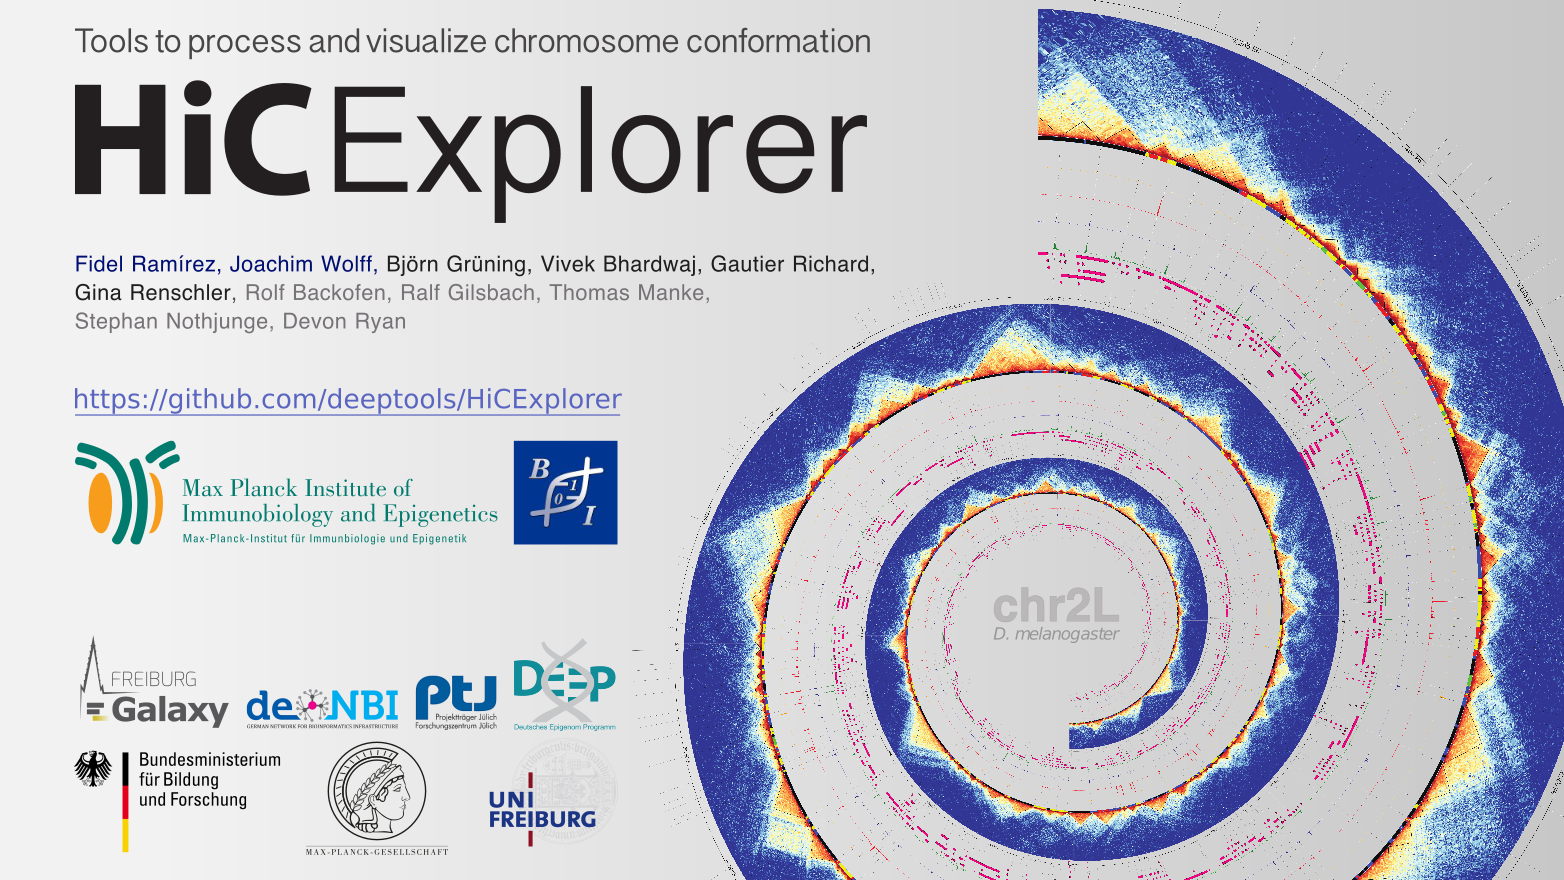 Tools to process and visualize chromosome conformation
HiCExplorer
Fidel Ramírez, Joachim Wolff, Björn Grüning, Vivek Bhardwaj, Gautier Richard,
Gina Renschler, Rolf Backofen, Ralf Gilsbach, Thomas Manke,
Stephan Nothjunge, Devon Ryan
https://github.com/deeptools/HiCExplorer
Max Planck Institute of
Immunobiology and Epigenetics
Max-Planck-Institut für Immunbiologie und Epigenetik
B
01
I
chr2L
D. melanogaster
FREIBURG
Galaxy
de NBI
GERMAN NETWORK FOR BIOINFORMATICS INFRASTRUCTURE
PtJ
Projektträger Jülich
Forschungszentrum Jülich
DEEP
Deutsches Epigenom Programm
Bundesministerium
für Bildung
und Forschung
MAX-PLANCK-GESELLSCHAFT
UNI
FREIBURG